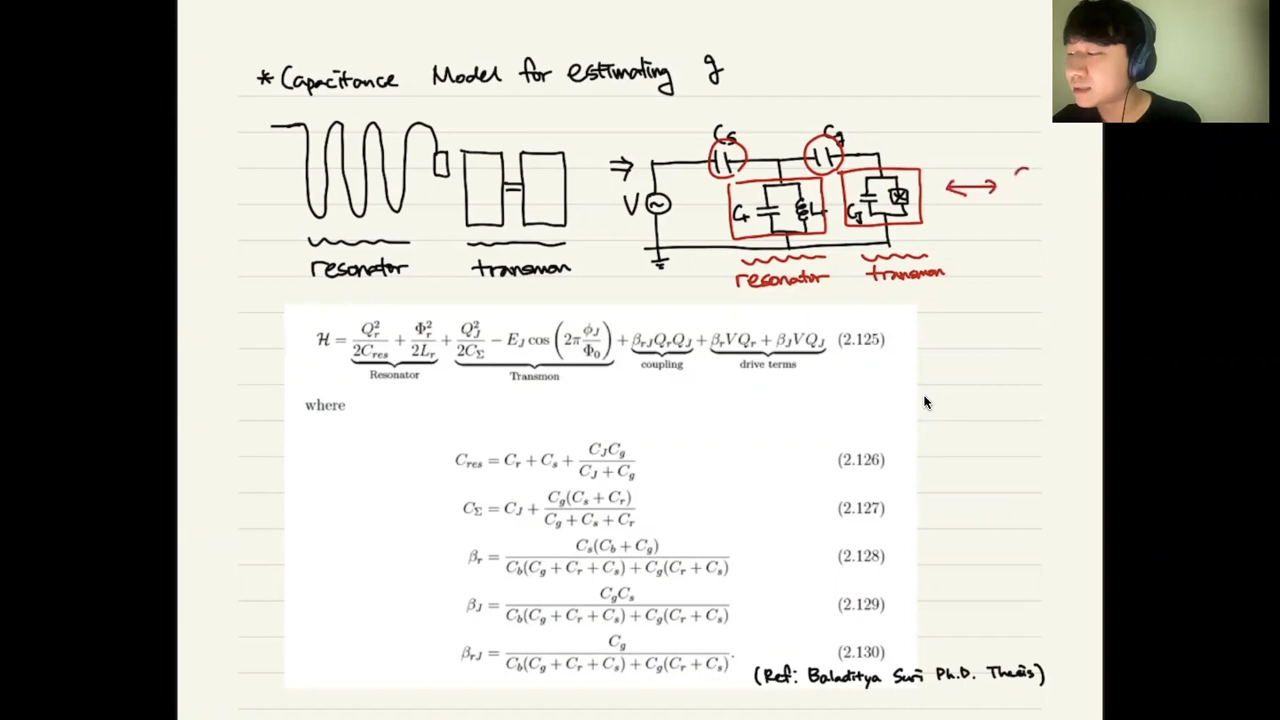 * Capacitance Model for estimating g
Cs Cg
⇒ V Cr Lr CJ
resonator transmon resonator transmon
H = Q_r^2/2C_res + Φ_r^2/2L_r + Q_J^2/2C_Σ − E_J cos(2π ϕ_J/Φ_0) + β_rJ Q_r Q_J + β_r V Q_r + β_J V Q_J (2.125)
Resonator Transmon coupling drive terms
where
C_res = C_r + C_s + C_J C_g/(C_J + C_g) (2.126)
C_Σ = C_J + C_g(C_s + C_r)/(C_g + C_s + C_r) (2.127)
β_r = C_s(C_b + C_g)/(C_b(C_g + C_r + C_s) + C_g(C_r + C_s)) (2.128)
β_J = C_g C_s/(C_b(C_g + C_r + C_s) + C_g(C_r + C_s)) (2.129)
β_rJ = C_g/(C_b(C_g + C_r + C_s) + C_g(C_r + C_s)). (2.130)
(Ref: Baladitya Suri Ph.D. Thesis)